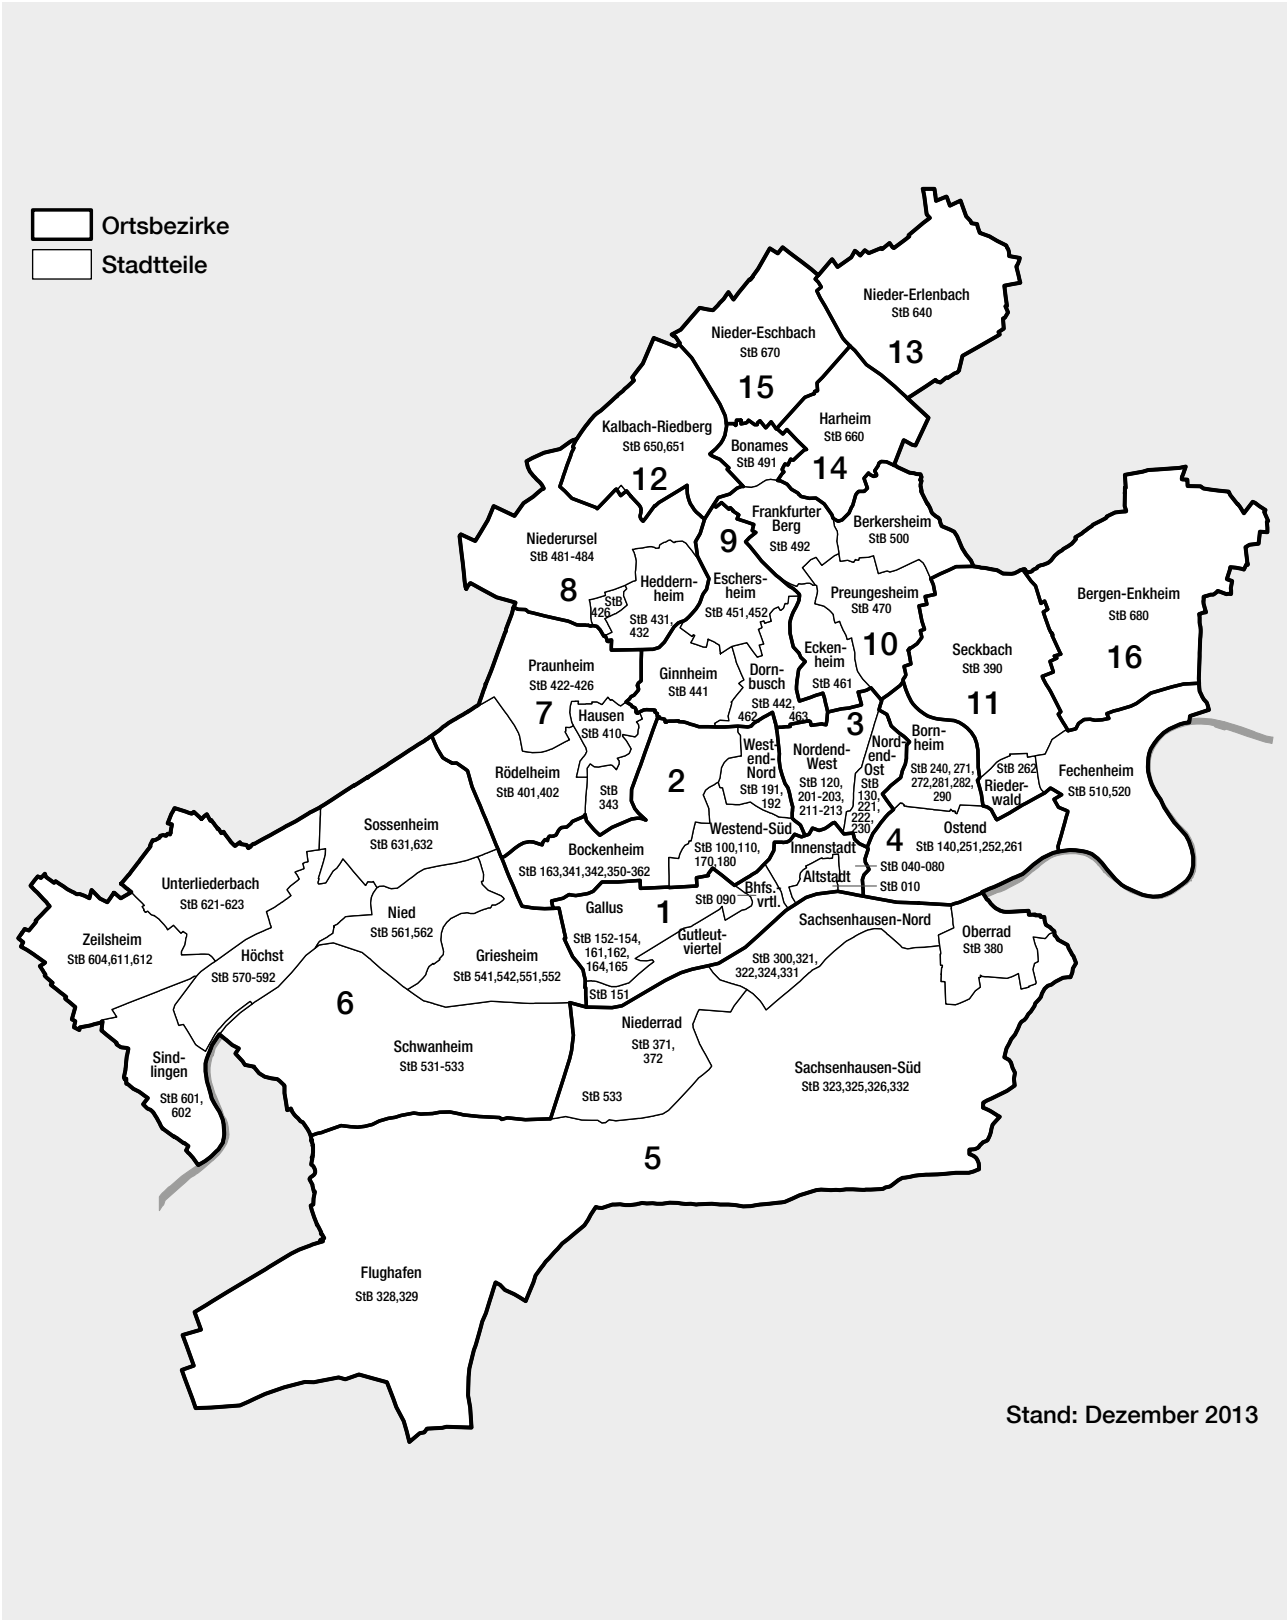 Ortsbezirke
Stadtteile
Nieder-Erlenbach
StB 640
13
Nieder-Eschbach
StB 670
15
Harheim
StB 660
14
Kalbach-Riedberg
StB 650,651
12
Bonames
StB 491
Frankfurter
Berg
StB 492
Berkersheim
StB 500
Niederursel
StB 481-484
8
9
Eschers-
heim
StB 451,452
Heddern-
heim
StB 431,
432
StB
426
Preungesheim
StB 470
10
Bergen-Enkheim
StB 680
16
Seckbach
StB 390
11
Ecken-
heim
StB 461
Praunheim
StB 422-426
7
Ginnheim
StB 441
Dorn-
busch
StB 442,
462
463
Hausen
StB 410
3
Rödelheim
StB 401,402
StB
343
2
West-
end-
Nord
StB 191,
192
Nordend-
West
StB 120,
201-203,
211-213
Nord-
end-
Ost
StB
130,
221,
222,
230
Born-
heim
StB 240, 271,
272,281,282,
290
StB 262
Rieder-
wald
Fechenheim
StB 510,520
Sossenheim
StB 631,632
Bockenheim
StB 163,341,342,350-362
Westend-Süd
StB 100,110,
170,180
Innenstadt
Altstadt
4
Ostend
StB 140,251,252,261
StB 040-080
StB 010
Unterliederbach
StB 621-623
Zeilsheim
StB 604,611,612
Nied
StB 561,562
Höchst
StB 570-592
Griesheim
StB 541,542,551,552
Gallus
1
StB 090
Bhfs.-
vrtl.
StB 152-154,
161,162,
164,165
Gutleut-
viertel
StB 151
Sachsenhausen-Nord
StB 300,321,
322,324,331
Oberrad
StB 380
6
Schwanheim
StB 531-533
Sind-
lingen
StB 601,
602
Niederrad
StB 371,
372
StB 533
Sachsenhausen-Süd
StB 323,325,326,332
5
Flughafen
StB 328,329
Stand: Dezember 2013